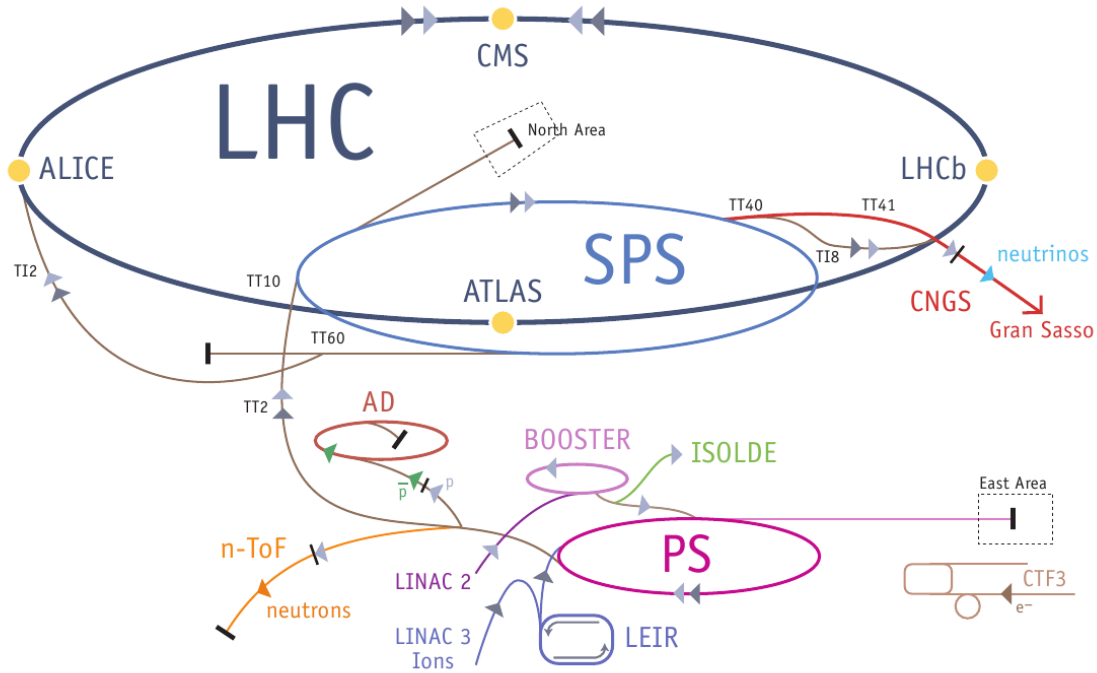 CMS
LHC
North Area
ALICE
LHCb
TT40
TT41
SPS
TI8
neutrinos
TI2
TT10
ATLAS
CNGS
Gran Sasso
TT60
TT2
AD
BOOSTER
ISOLDE
p̅
p
East Area
n-ToF
PS
LINAC 2
CTF3
neutrons
e⁻
LINAC 3
Ions
LEIR